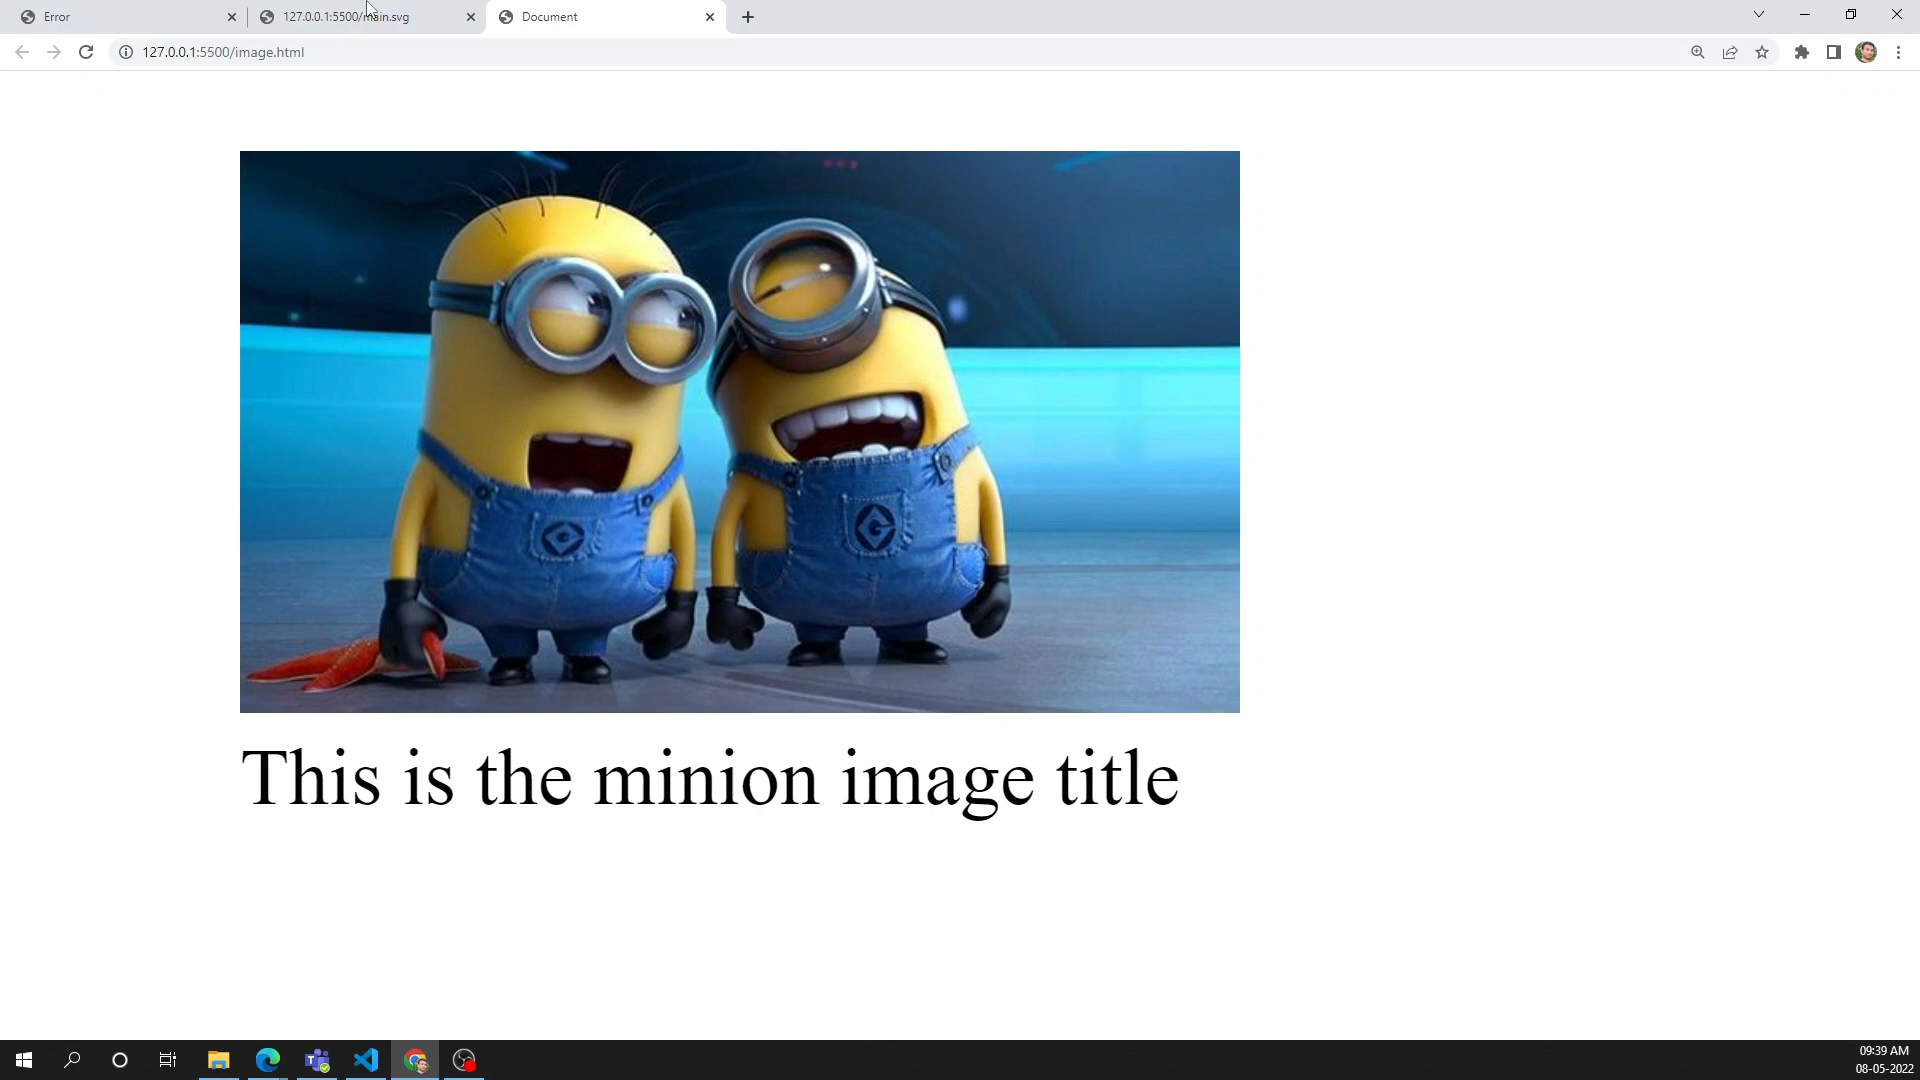 Error
127.0.0.1:5500/main.svg
Document
127.0.0.1:5500/image.html
This is the minion image title
09:39 AM
08-05-2022